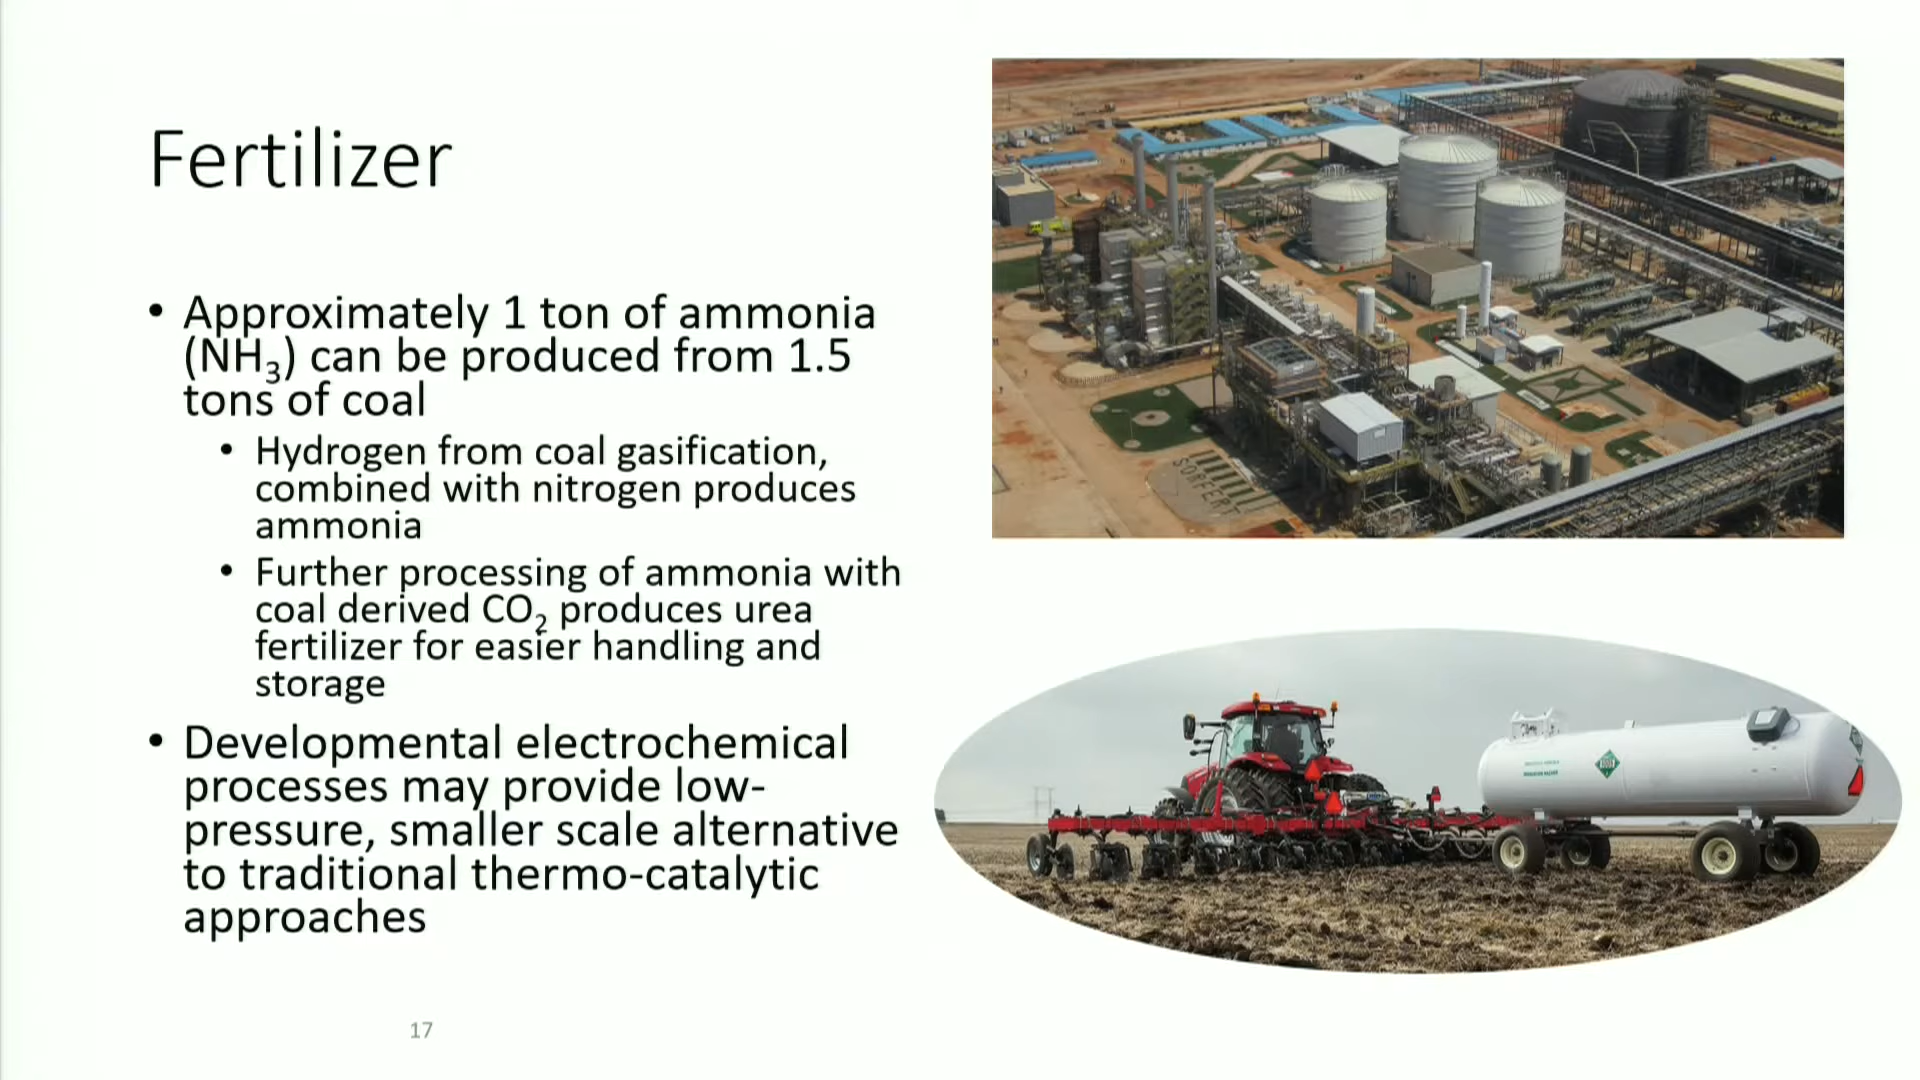 Fertilizer
• Approximately 1 ton of ammonia
(NH₃) can be produced from 1.5
tons of coal
• Hydrogen from coal gasification,
combined with nitrogen produces
ammonia
• Further processing of ammonia with
coal derived CO₂ produces urea
fertilizer for easier handling and
storage
• Developmental electrochemical
processes may provide low-
pressure, smaller scale alternative
to traditional thermo-catalytic
approaches
17
SORFERT